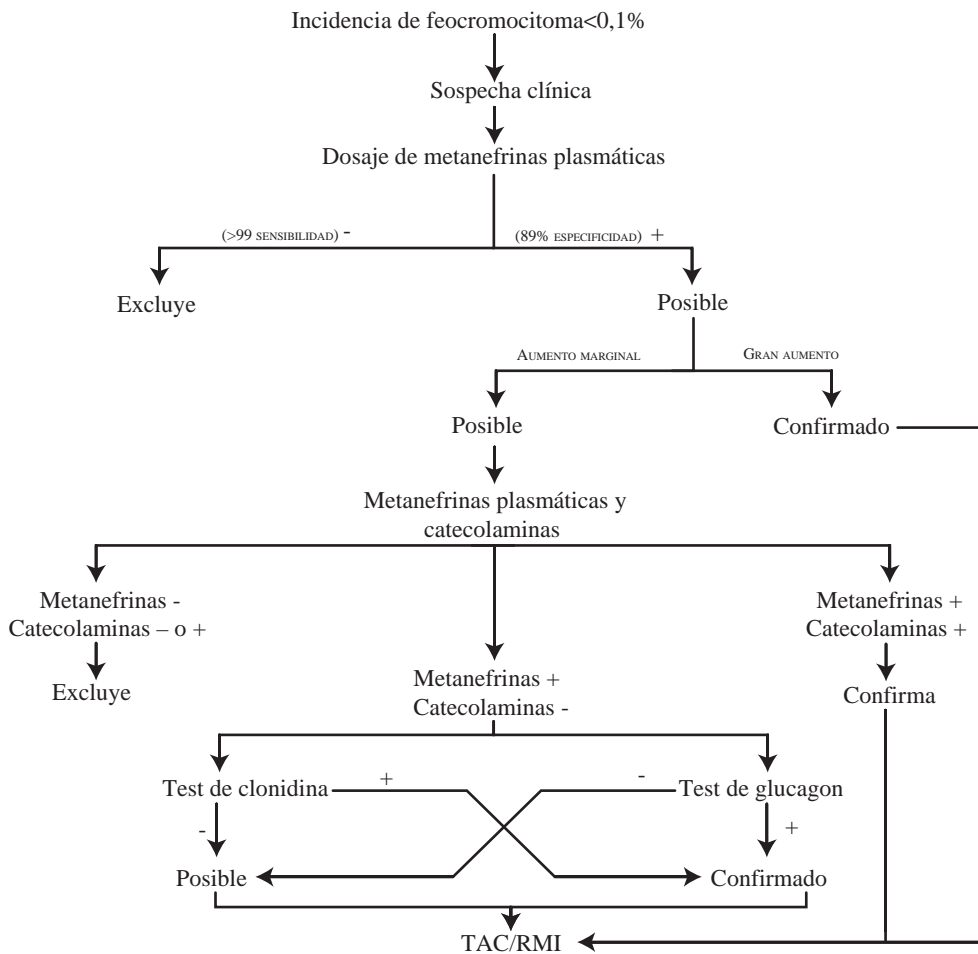 Incidencia de feocromocitoma<0,1%
Sospecha clínica
Dosaje de metanefrinas plasmáticas
(>99 SENSIBILIDAD) -
(89% ESPECIFICIDAD) +
Excluye
Posible
AUMENTO MARGINAL
GRAN AUMENTO
Posible
Confirmado
Metanefrinas plasmáticas y
catecolaminas
Metanefrinas -
Catecolaminas – o +
Metanefrinas +
Catecolaminas +
Excluye
Metanefrinas +
Catecolaminas -
Confirma
Test de clonidina
+
-
Test de glucagon
-
+
Posible
Confirmado
TAC/RMI